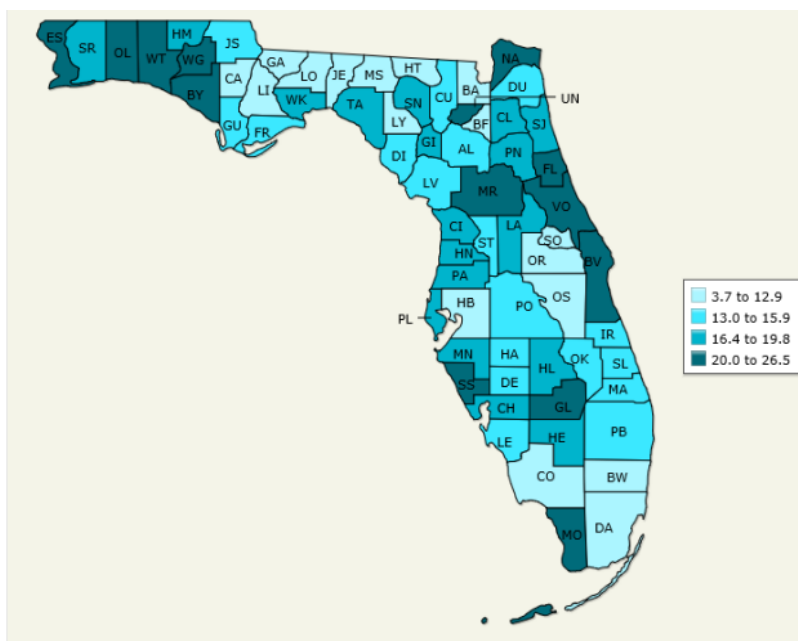 ES
SR
OL
WT
HM
WG
BY
JS
CA
GU
GA
LI
FR
LO
WK
JE
MS
TA
HT
LY
SN
CU
BA
NA
DU
UN
BF
CL
SJ
GI
AL
DI
LV
PN
FL
MR
VO
CI
ST
LA
SO
OR
HN
BV
PA
HB
PL
PO
OS
IR
MN
HA
HL
OK
SL
SS
DE
MA
CH
GL
PB
LE
HE
CO
BW
DA
MO
3.7 to 12.9
13.0 to 15.9
16.4 to 19.8
20.0 to 26.5